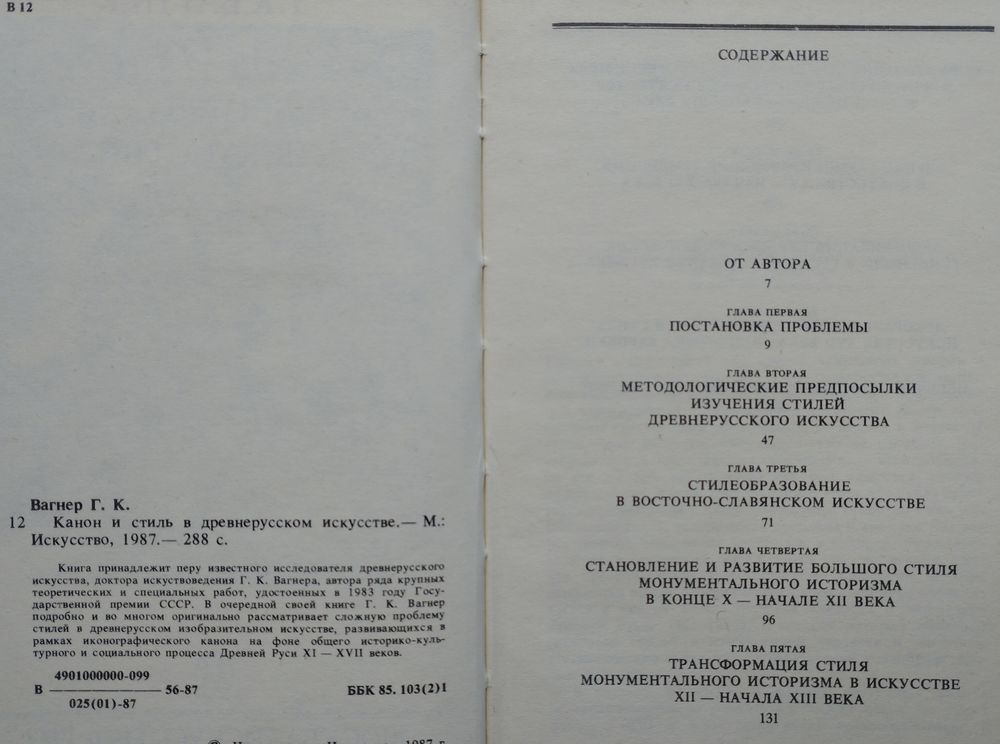 В 12
Вагнер Г. К.
12 Канон и стиль в древнерусском искусстве.— М.:
Искусство, 1987.— 288 с.
Книга принадлежит перу известного исследователя древнерусского
искусства, доктора искуствоведения Г. К. Вагнера, автора ряда крупных
теоретических и специальных работ, удостоенных в 1983 году Госу-
дарственной премии СССР. В очередной своей книге Г. К. Вагнер
подробно и во многом оригинально рассматривает сложную проблему
стилей в древнерусском изобразительном искусстве, развивающихся в
рамках иконографического канона на фоне общего историко-куль-
турного и социального процесса Древней Руси XI — XVII веков.
4901000000-099
В ——————— 56-87 ББК 85. 103(2)1
025(01)-87
1987 г
СОДЕРЖАНИЕ
ОТ АВТОРА
7
ГЛАВА ПЕРВАЯ
ПОСТАНОВКА ПРОБЛЕМЫ
9
ГЛАВА ВТОРАЯ
МЕТОДОЛОГИЧЕСКИЕ ПРЕДПОСЫЛКИ
ИЗУЧЕНИЯ СТИЛЕЙ
ДРЕВНЕРУССКОГО ИСКУССТВА
47
ГЛАВА ТРЕТЬЯ
СТИЛЕОБРАЗОВАНИЕ
В ВОСТОЧНО-СЛАВЯНСКОМ ИСКУССТВЕ
71
ГЛАВА ЧЕТВЕРТАЯ
СТАНОВЛЕНИЕ И РАЗВИТИЕ БОЛЬШОГО СТИЛЯ
МОНУМЕНТАЛЬНОГО ИСТОРИЗМА
В КОНЦЕ X — НАЧАЛЕ XII ВЕКА
96
ГЛАВА ПЯТАЯ
ТРАНСФОРМАЦИЯ СТИЛЯ
МОНУМЕНТАЛЬНОГО ИСТОРИЗМА В ИСКУССТВЕ
XII — НАЧАЛА XIII ВЕКА
131